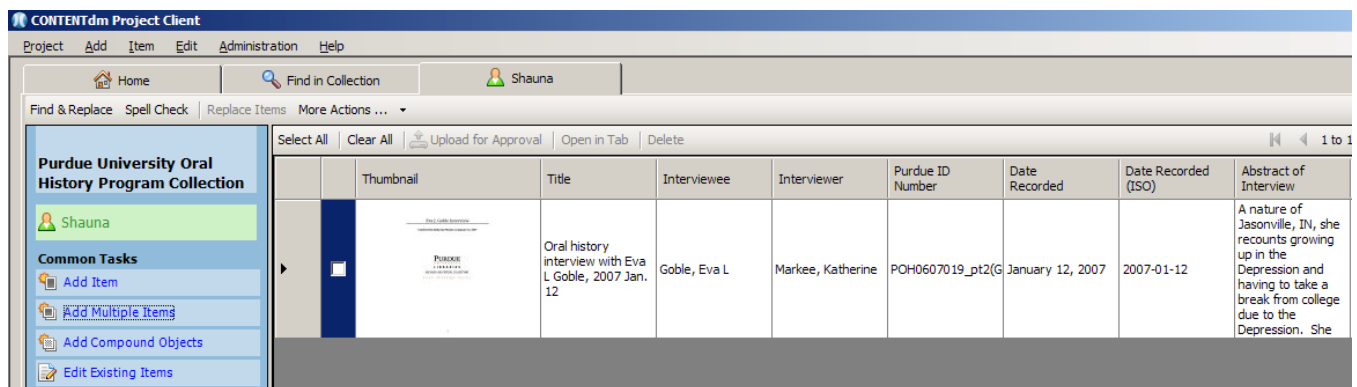 CONTENTdm Project Client
Project Add Item Edit Administration Help
Home Find in Collection Shauna
Find & Replace Spell Check Replace Items More Actions ...
Purdue University Oral
History Program Collection
Shauna
Common Tasks
Add Item
Add Multiple Items
Add Compound Objects
Edit Existing Items
Select All Clear All Upload for Approval Open in Tab Delete 1 to 1
Thumbnail Title Interviewee Interviewer Purdue ID Number Date Recorded Date Recorded (ISO) Abstract of Interview
PURDUE
LIBRARIES
Oral history
interview with Eva
L Goble, 2007 Jan.
12
Goble, Eva L
Markee, Katherine
POH0607019_pt2(G
January 12, 2007
2007-01-12
A nature of
Jasonville, IN, she
recounts growing
up in the
Depression and
having to take a
break from college
due to the
Depression. She